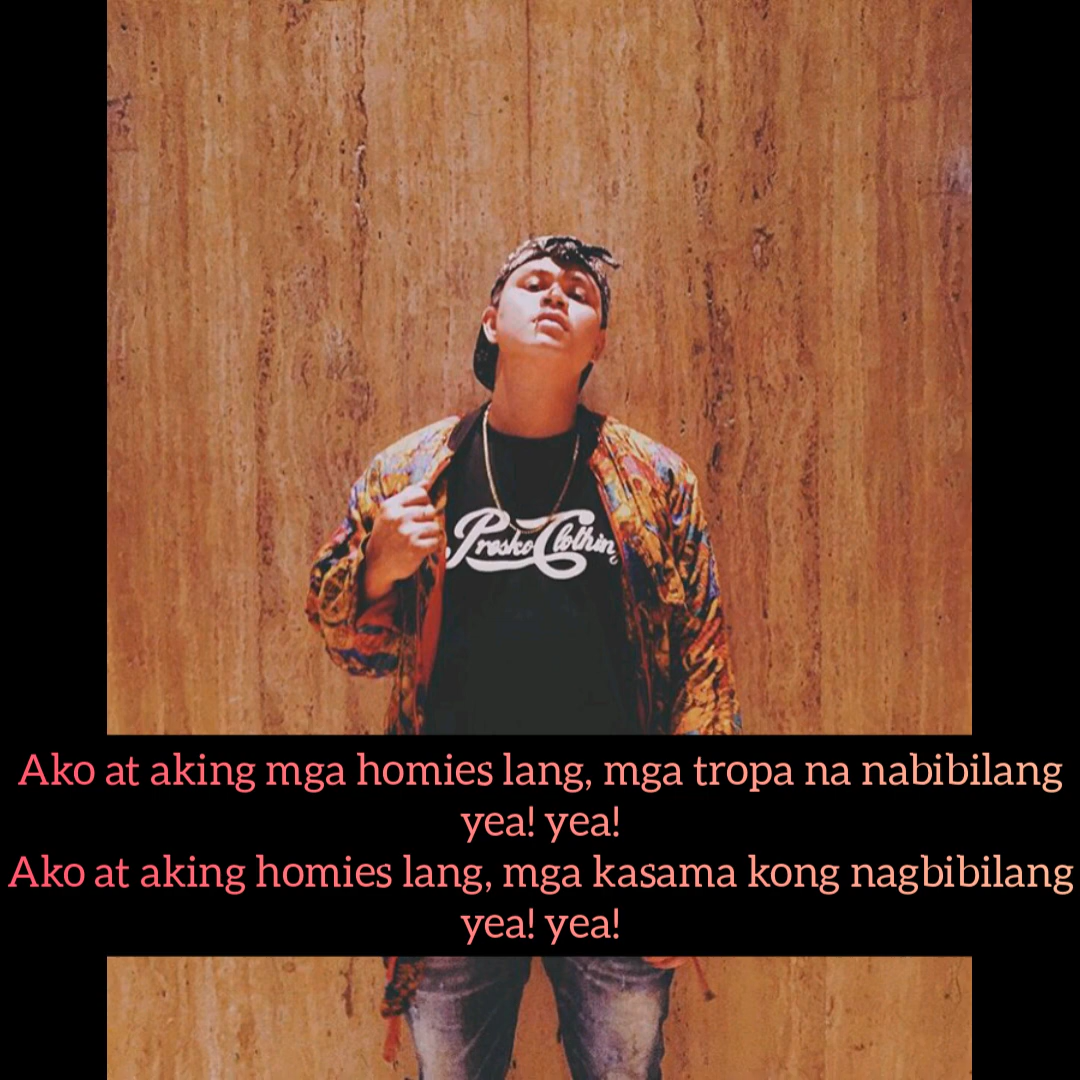 Presko Clothing
Ako at aking mga homies lang, mga tropa na nabibilang
yea! yea!
Ako at aking homies lang, mga kasama kong nagbibilang
yea! yea!